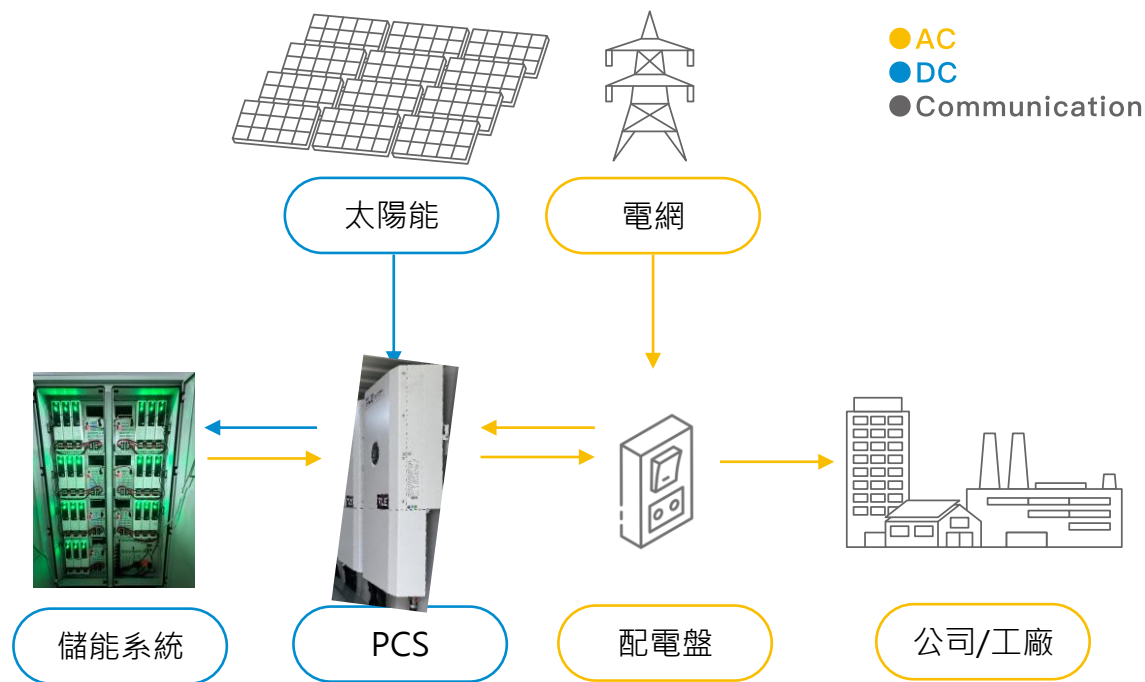 AC
DC
Communication
太陽能
電網
儲能系統
PCS
配電盤
公司/工廠